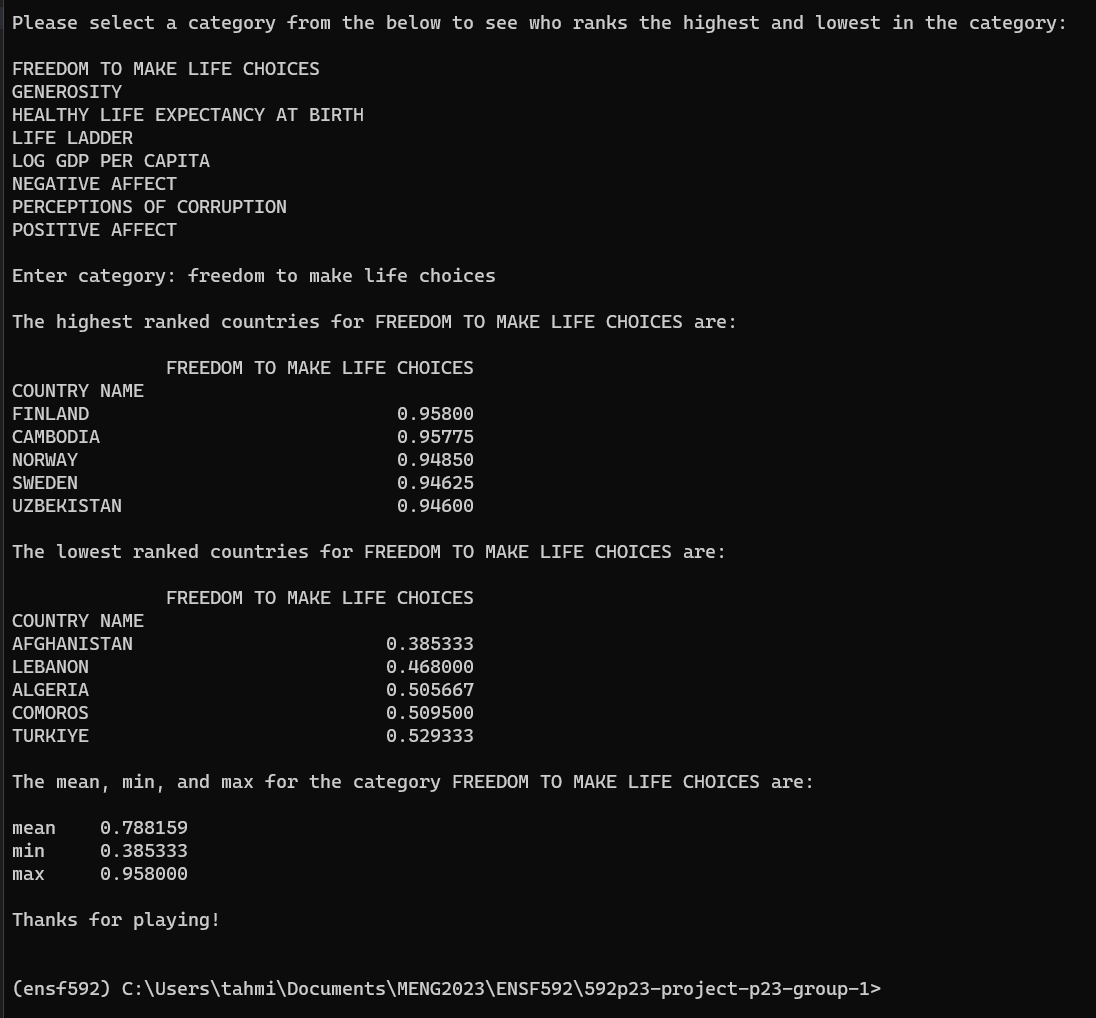 Please select a category from the below to see who ranks the highest and lowest in the category:
FREEDOM TO MAKE LIFE CHOICES
GENEROSITY
HEALTHY LIFE EXPECTANCY AT BIRTH
LIFE LADDER
LOG GDP PER CAPITA
NEGATIVE AFFECT
PERCEPTIONS OF CORRUPTION
POSITIVE AFFECT
Enter category: freedom to make life choices
The highest ranked countries for FREEDOM TO MAKE LIFE CHOICES are:
FREEDOM TO MAKE LIFE CHOICES
COUNTRY NAME
FINLAND 0.95800
CAMBODIA 0.95775
NORWAY 0.94850
SWEDEN 0.94625
UZBEKISTAN 0.94600
The lowest ranked countries for FREEDOM TO MAKE LIFE CHOICES are:
FREEDOM TO MAKE LIFE CHOICES
COUNTRY NAME
AFGHANISTAN 0.385333
LEBANON 0.468000
ALGERIA 0.505667
COMOROS 0.509500
TURKIYE 0.529333
The mean, min, and max for the category FREEDOM TO MAKE LIFE CHOICES are:
mean 0.788159
min 0.385333
max 0.958000
Thanks for playing!
(ensf592) C:\Users\tahmi\Documents\MENG2023\ENSF592\592p23-project-p23-group-1>